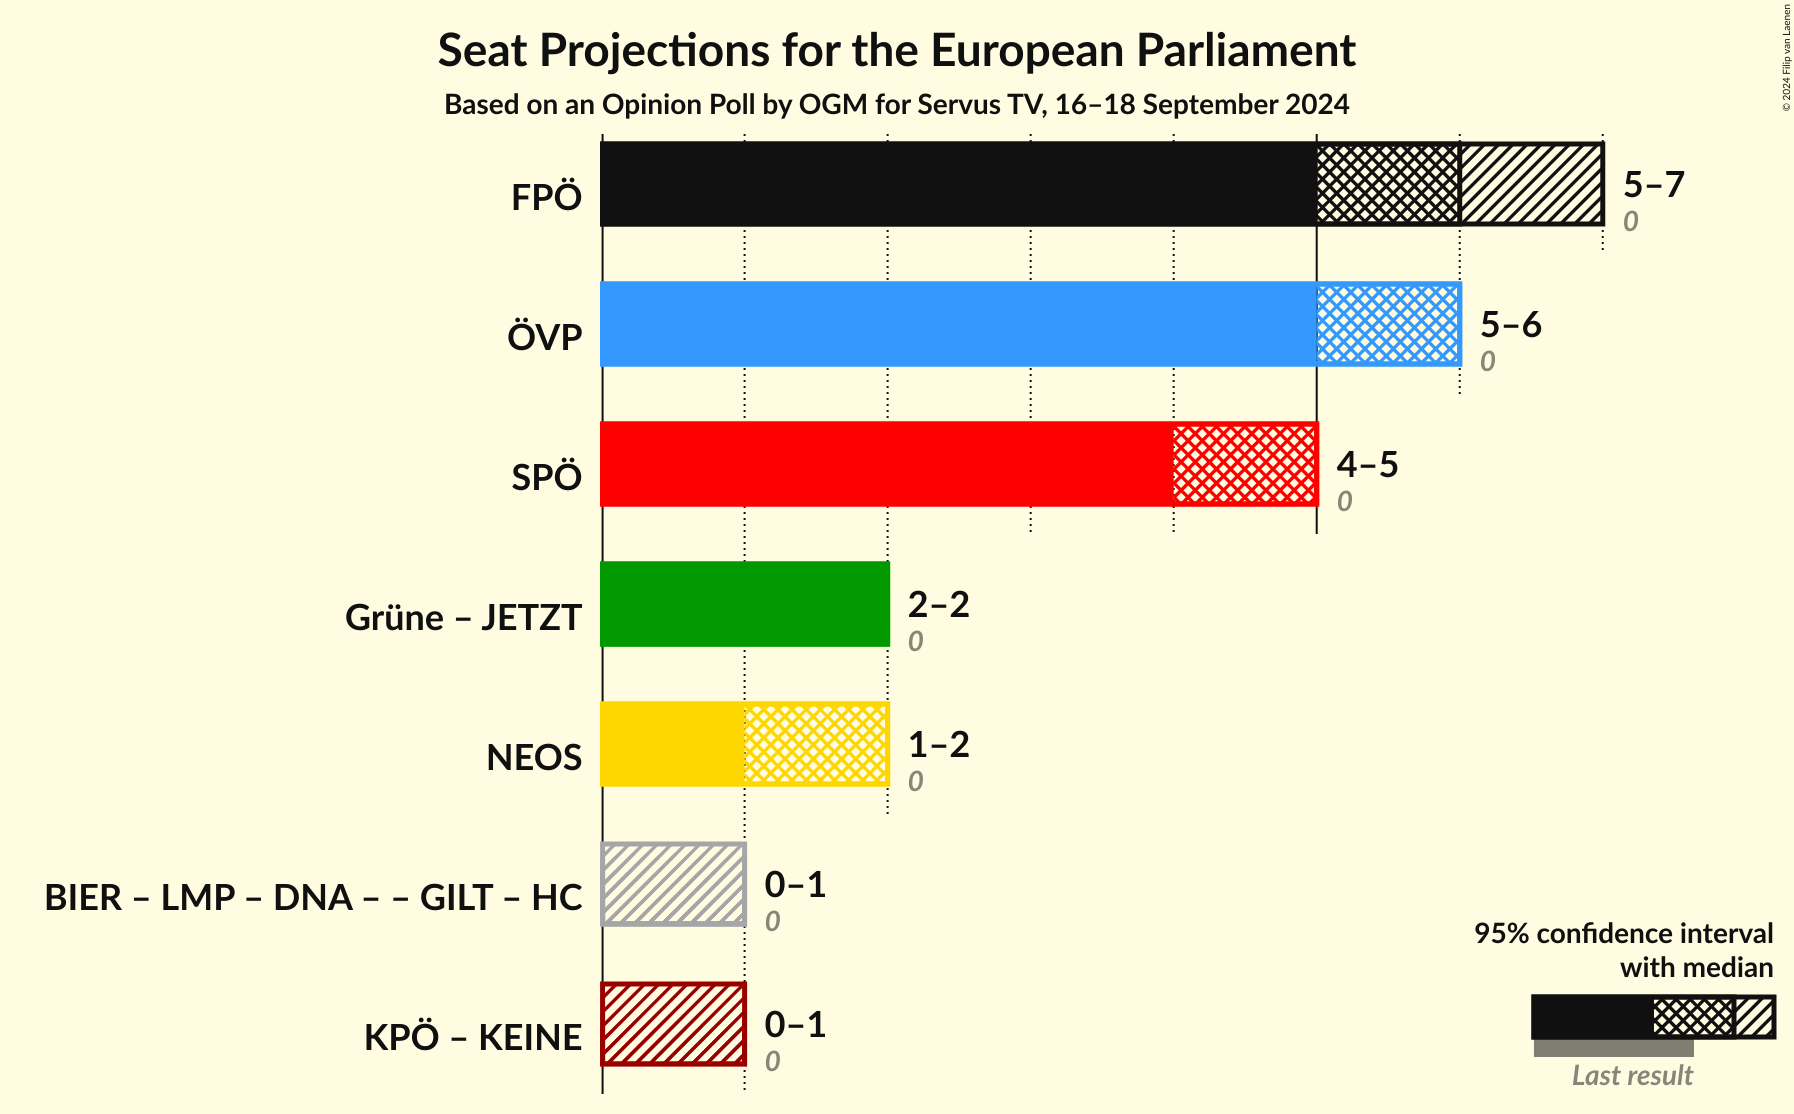 Seat Projections for the European Parliament
Based on an Opinion Poll by OGM for Servus TV, 16–18 September 2024
© 2024 Filip van Laenen
FPÖ
5–7
0
ÖVP
5–6
0
SPÖ
4–5
0
Grüne – JETZT
2–2
0
NEOS
1–2
0
BIER – LMP – DNA – – GILT – HC
0–1
0
KPÖ – KEINE
0–1
0
95% confidence interval
with median
Last result